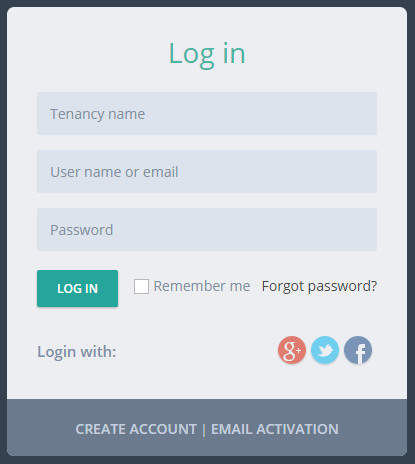 Log in
Tenancy name
User name or email
Password
LOG IN Remember me Forgot password?
Login with: g+ f
CREATE ACCOUNT | EMAIL ACTIVATION